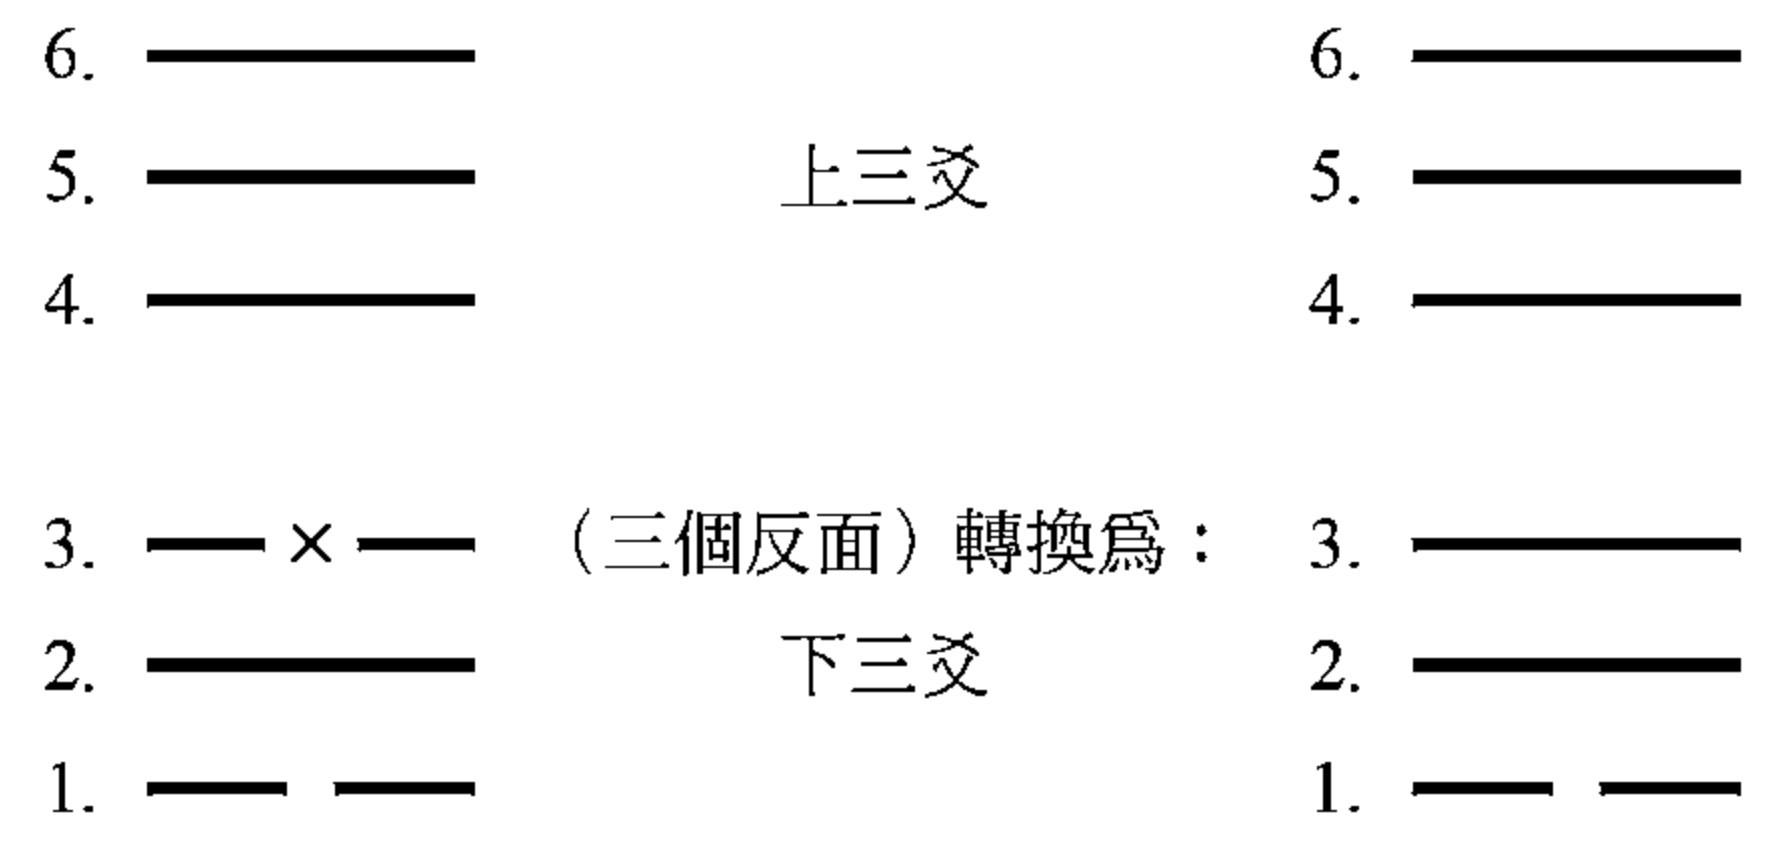 6. 6.
5. 上三爻 5.
4. 4.
3. × （三個反面）轉換爲： 3.
2. 下三爻 2.
1. 1.